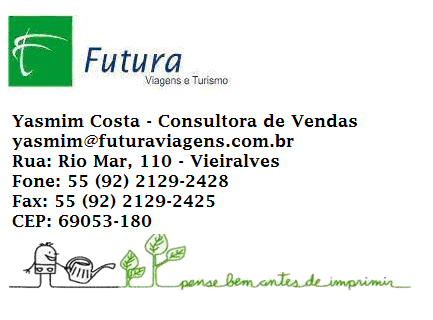 Futura
Viagens e Turismo
Yasmim Costa - Consultora de Vendas
yasmim@futuraviagens.com.br
Rua: Rio Mar, 110 - Vieiralves
Fone: 55 (92) 2129-2428
Fax: 55 (92) 2129-2425
CEP: 69053-180
pense bem antes de imprimir